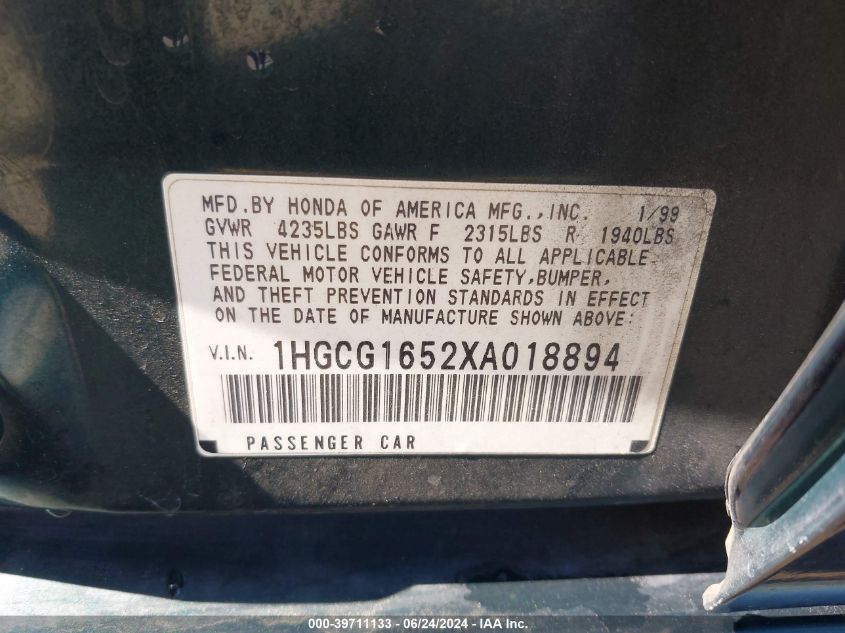 MFD.BY HONDA OF AMERICA MFG.,INC. 1/99
GVWR 4235LBS GAWR F 2315LBS R 1940LBS
THIS VEHICLE CONFORMS TO ALL APPLICABLE
FEDERAL MOTOR VEHICLE SAFETY,BUMPER,
AND THEFT PREVENTION STANDARDS IN EFFECT
ON THE DATE OF MANUFACTURE SHOWN ABOVE:
V.I.N. 1HGCG1652XA018894
PASSENGER CAR
000-39711133 - 06/24/2024 - IAA Inc.